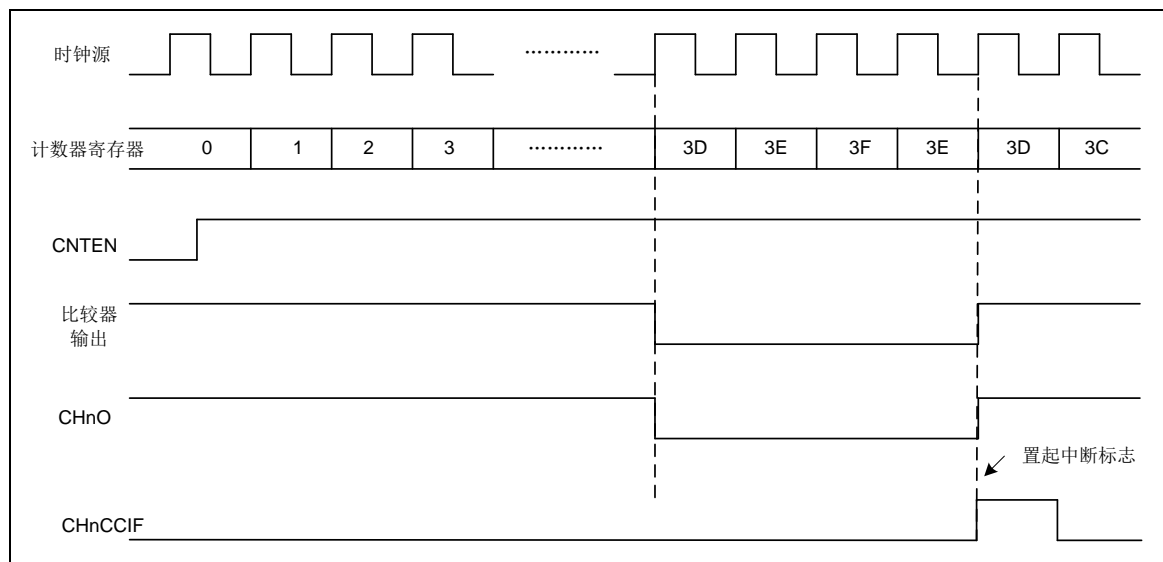 时钟源
…………
计数器寄存器 0 1 2 3 ………… 3D 3E 3F 3E 3D 3C
CNTEN
比较器
输出
CHnO
置起中断标志
CHnCCIF